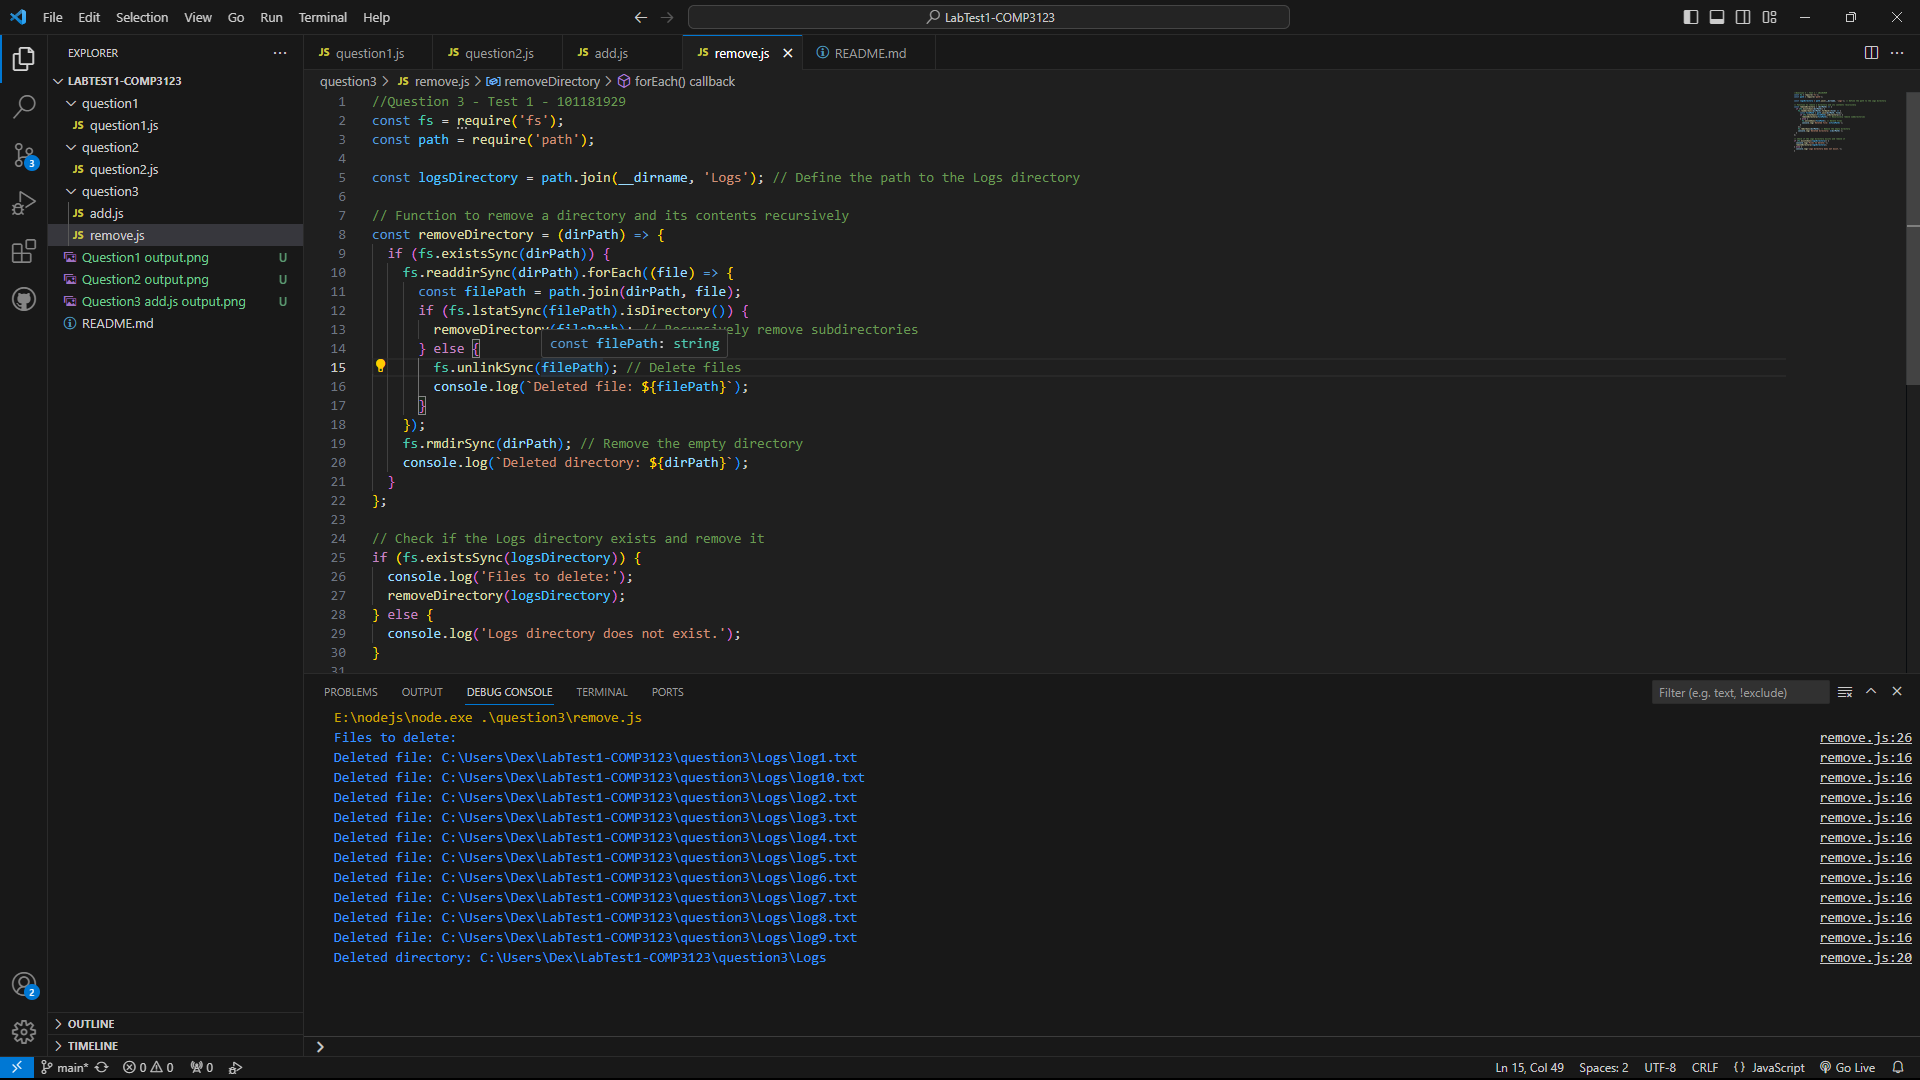 File Edit Selection View Go Run Terminal Help
LabTest1-COMP3123
EXPLORER
LABTEST1-COMP3123
question1
JS question1.js
question2
JS question2.js
question3
JS add.js
JS remove.js
Question1 output.png U
Question2 output.png U
Question3 add.js output.png U
README.md
OUTLINE
TIMELINE
3
2
JS question1.js JS question2.js JS add.js JS remove.js README.md
question3 > JS remove.js > removeDirectory > forEach() callback
1 //Question 3 - Test 1 - 101181929
2 const fs = require('fs');
3 const path = require('path');
4
5 const logsDirectory = path.join(__dirname, 'Logs'); // Define the path to the Logs directory
6
7 // Function to remove a directory and its contents recursively
8 const removeDirectory = (dirPath) => {
9 if (fs.existsSync(dirPath)) {
10 fs.readdirSync(dirPath).forEach((file) => {
11 const filePath = path.join(dirPath, file);
12 if (fs.lstatSync(filePath).isDirectory()) {
13 removeDirectory(filePath); // Recursively remove subdirectories
const filePath: string
14 } else {
15 fs.unlinkSync(filePath); // Delete files
16 console.log(`Deleted file: ${filePath}`);
17 }
18 });
19 fs.rmdirSync(dirPath); // Remove the empty directory
20 console.log(`Deleted directory: ${dirPath}`);
21 }
22 };
23
24 // Check if the Logs directory exists and remove it
25 if (fs.existsSync(logsDirectory)) {
26 console.log('Files to delete:');
27 removeDirectory(logsDirectory);
28 } else {
29 console.log('Logs directory does not exist.');
30 }
31
PROBLEMS OUTPUT DEBUG CONSOLE TERMINAL PORTS
Filter (e.g. text, !exclude)
E:\nodejs\node.exe .\question3\remove.js
Files to delete: remove.js:26
Deleted file: C:\Users\Dex\LabTest1-COMP3123\question3\Logs\log1.txt remove.js:16
Deleted file: C:\Users\Dex\LabTest1-COMP3123\question3\Logs\log10.txt remove.js:16
Deleted file: C:\Users\Dex\LabTest1-COMP3123\question3\Logs\log2.txt remove.js:16
Deleted file: C:\Users\Dex\LabTest1-COMP3123\question3\Logs\log3.txt remove.js:16
Deleted file: C:\Users\Dex\LabTest1-COMP3123\question3\Logs\log4.txt remove.js:16
Deleted file: C:\Users\Dex\LabTest1-COMP3123\question3\Logs\log5.txt remove.js:16
Deleted file: C:\Users\Dex\LabTest1-COMP3123\question3\Logs\log6.txt remove.js:16
Deleted file: C:\Users\Dex\LabTest1-COMP3123\question3\Logs\log7.txt remove.js:16
Deleted file: C:\Users\Dex\LabTest1-COMP3123\question3\Logs\log8.txt remove.js:16
Deleted file: C:\Users\Dex\LabTest1-COMP3123\question3\Logs\log9.txt remove.js:16
Deleted directory: C:\Users\Dex\LabTest1-COMP3123\question3\Logs remove.js:20
main* 0 0 0 Ln 15, Col 49 Spaces: 2 UTF-8 CRLF {} JavaScript Go Live